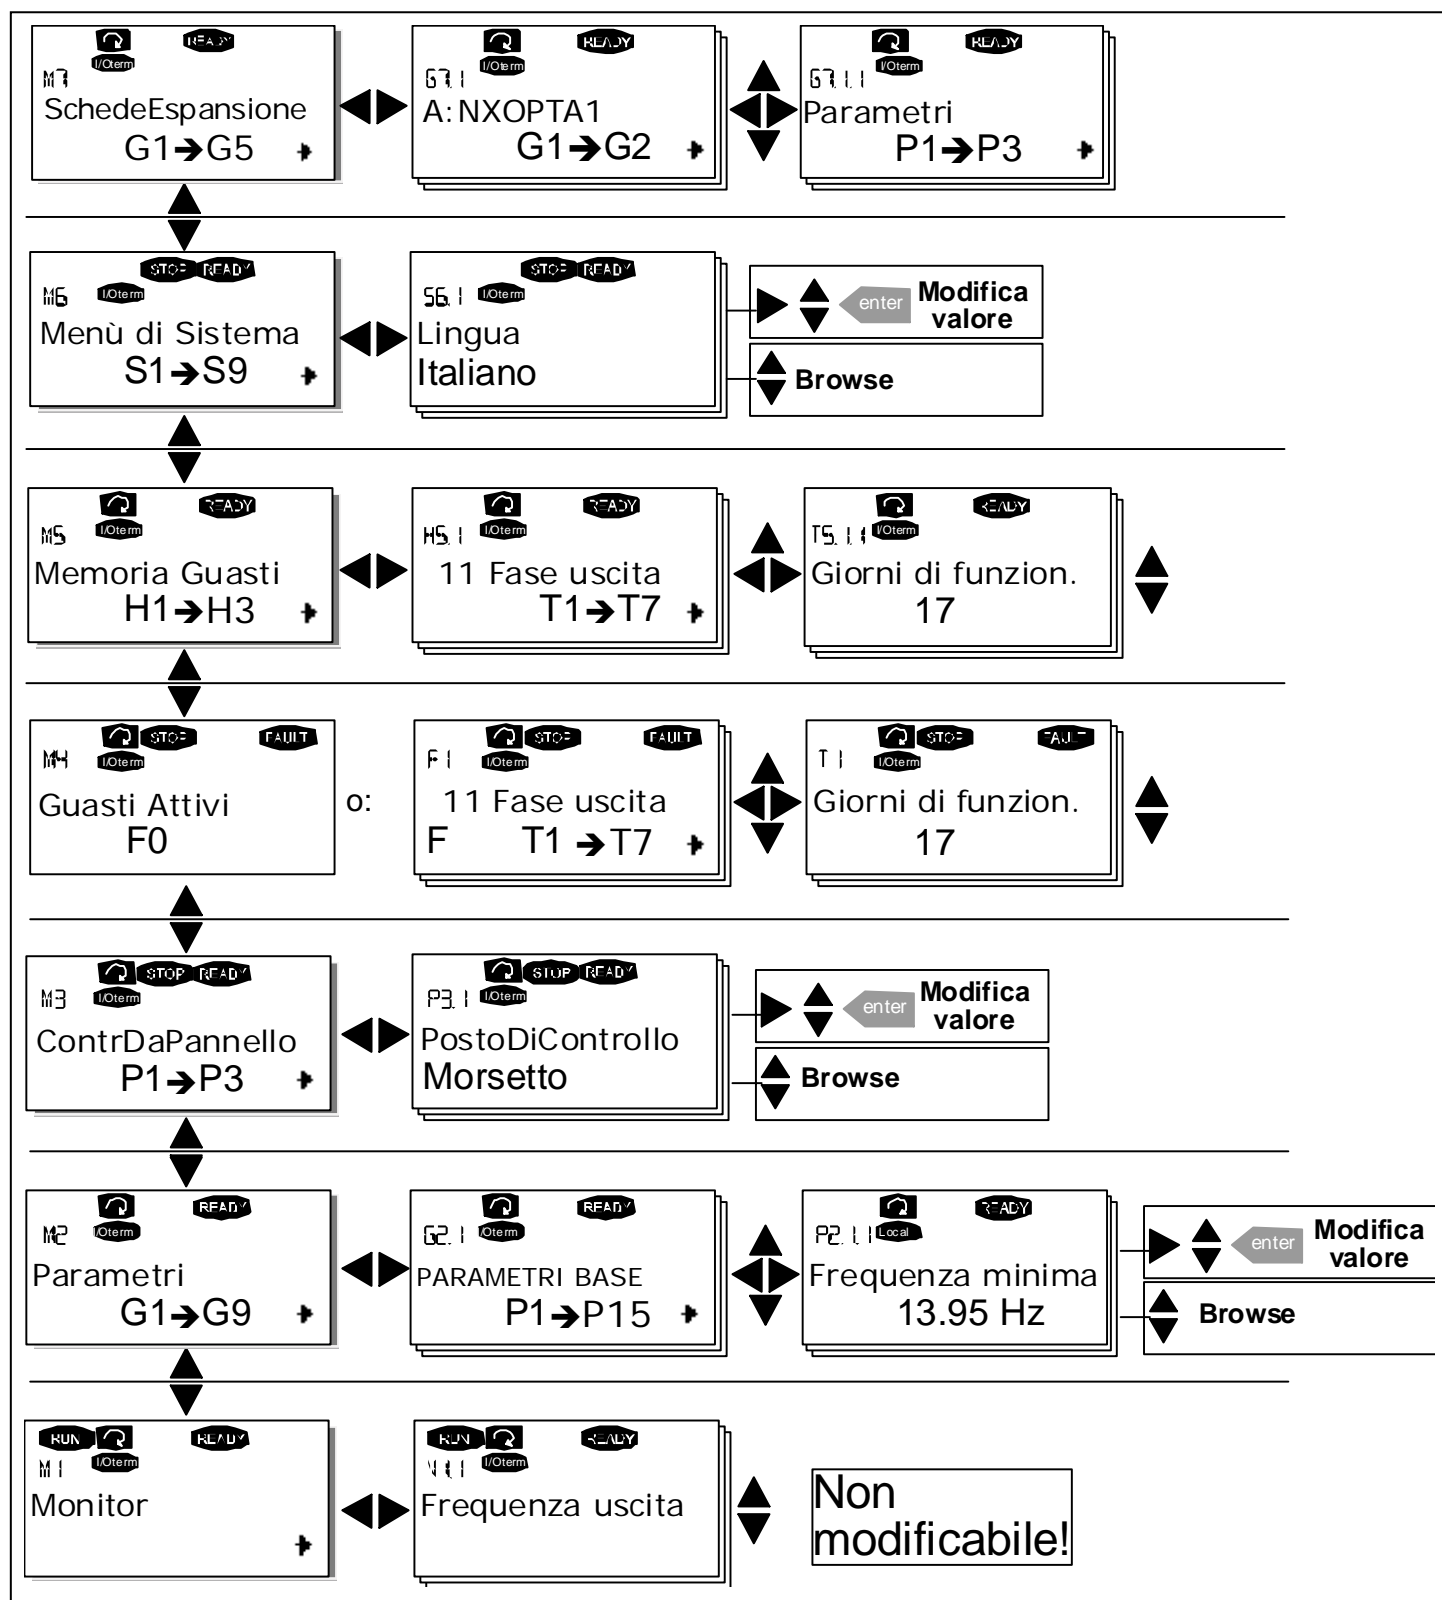 READY READY READY
I/Oterm I/Oterm I/Oterm
M7 G7.1 G7.1.1
SchedeEspansione A:NXOPTA1 Parametri
G1➔G5 G1➔G2 P1➔P3
STOP READY STOP READY
M6 I/Oterm S6.1 I/Oterm
enter Modifica
valore
Menù di Sistema Lingua
S1➔S9 Italiano
Browse
READY READY READY
M5 I/Oterm H5.1 I/Oterm T5.1.1 I/Oterm
Memoria Guasti 11 Fase uscita Giorni di funzion.
H1➔H3 T1➔T7 17
STOP FAULT STOP FAULT STOP FAULT
M4 I/Oterm F1 I/Oterm T1 I/Oterm
Guasti Attivi o: 11 Fase uscita Giorni di funzion.
F0 F T1➔T7 17
STOP READY STOP READY
M3 I/Oterm P3.1 I/Oterm
enter Modifica
valore
ContrDaPannello PostoDiControllo
P1➔P3 Morsetto
Browse
READY READY READY
M2 I/Oterm G2.1 I/Oterm P2.1.1 Local
enter Modifica
valore
Parametri PARAMETRI BASE Frequenza minima
G1➔G9 P1➔P15 13.95 Hz
Browse
RUN READY RUN READY
M1 I/Oterm V1.1 I/Oterm
Monitor Frequenza uscita
Non
modificabile!